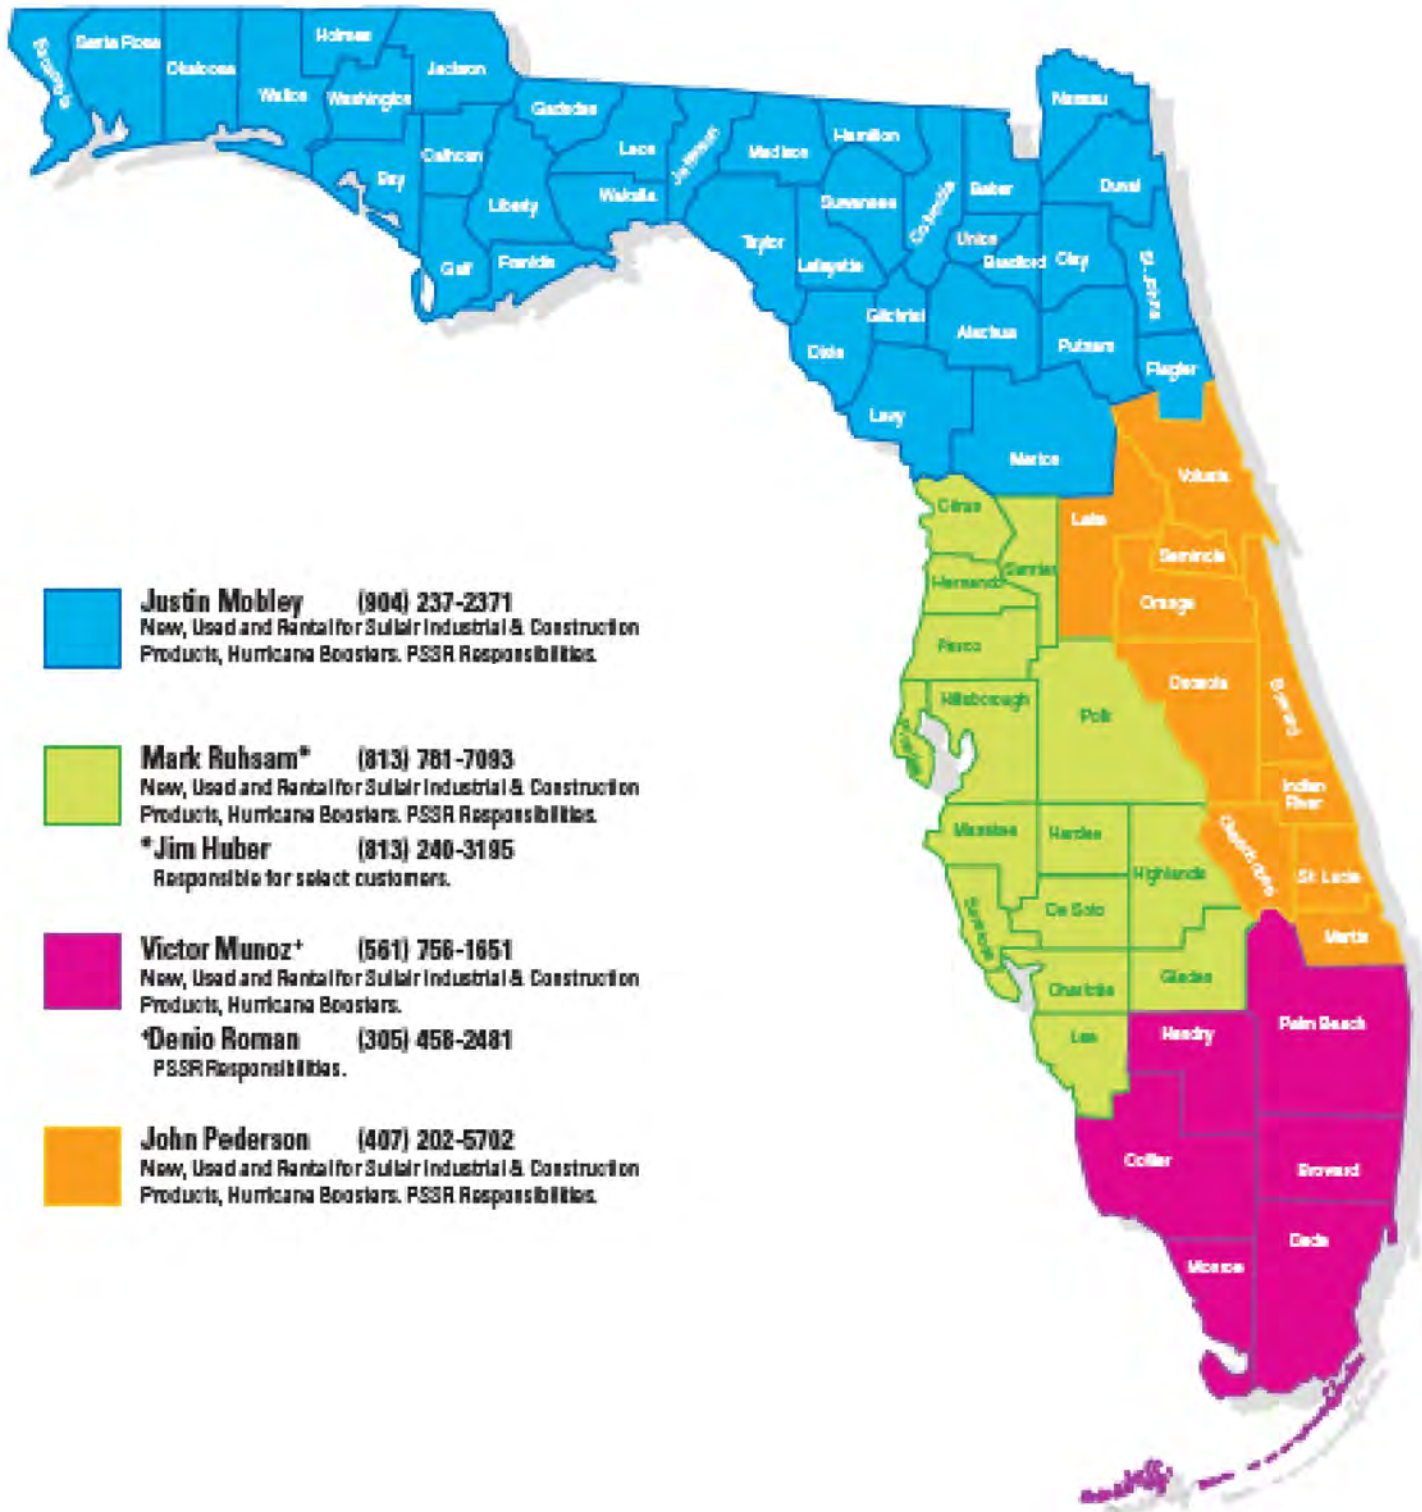 Escambia
Santa Rosa
Okaloosa
Walton
Holmes
Washington
Jackson
Bay
Calhoun
Gulf
Gadsden
Liberty
Franklin
Leon
Wakulla
Jefferson
Madison
Taylor
Hamilton
Suwannee
Lafayette
Dixie
Columbia
Gilchrist
Levy
Baker
Union
Bradford
Alachua
Marion
Nassau
Duval
Clay
St. Johns
Putnam
Flagler
Citrus
Sumter
Hernando
Pasco
Hillsborough
Polk
Manatee
Hardee
Highlands
Sarasota
De Soto
Charlotte
Glades
Lee
Lake
Volusia
Seminole
Orange
Osceola
Brevard
Indian
River
Okeechobee
St. Lucie
Martin
Hendry
Palm Beach
Collier
Broward
Monroe
Dade
Justin Mobley (904) 237-2371
New, Used and Rental for Sullair Industrial & Construction
Products, Hurricane Boosters. PSSR Responsibilities.
Mark Ruhsam* (813) 781-7093
New, Used and Rental for Sullair Industrial & Construction
Products, Hurricane Boosters. PSSR Responsibilities.
*Jim Huber (813) 240-3195
Responsible for select customers.
Victor Munoz+ (561) 756-1651
New, Used and Rental for Sullair Industrial & Construction
Products, Hurricane Boosters.
+Denio Roman (305) 458-2481
PSSR Responsibilities.
John Pederson (407) 202-5702
New, Used and Rental for Sullair Industrial & Construction
Products, Hurricane Boosters. PSSR Responsibilities.